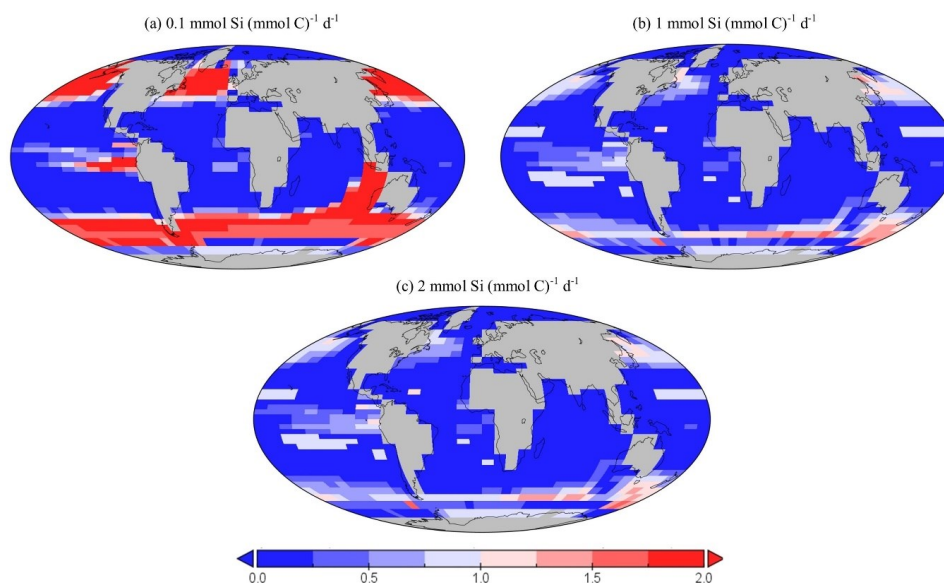 (a) 0.1 mmol Si (mmol C)⁻¹ d⁻¹
(b) 1 mmol Si (mmol C)⁻¹ d⁻¹
(c) 2 mmol Si (mmol C)⁻¹ d⁻¹
0.0 0.5 1.0 1.5 2.0